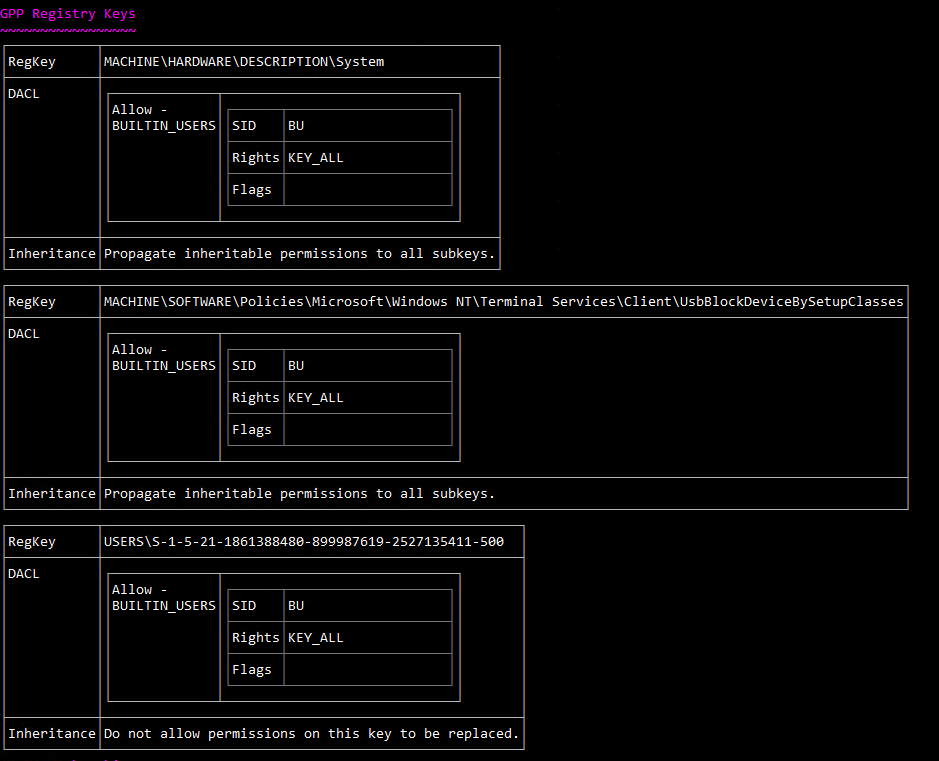 GPP Registry Keys
~~~~~~~~~~~~~~~~~
RegKey MACHINE\HARDWARE\DESCRIPTION\System
DACL
Allow -
BUILTIN_USERS SID BU
Rights KEY_ALL
Flags
Inheritance Propagate inheritable permissions to all subkeys.
RegKey MACHINE\SOFTWARE\Policies\Microsoft\Windows NT\Terminal Services\Client\UsbBlockDeviceBySetupClasses
DACL
Allow -
BUILTIN_USERS SID BU
Rights KEY_ALL
Flags
Inheritance Propagate inheritable permissions to all subkeys.
RegKey USERS\S-1-5-21-1861388480-899987619-2527135411-500
DACL
Allow -
BUILTIN_USERS SID BU
Rights KEY_ALL
Flags
Inheritance Do not allow permissions on this key to be replaced.